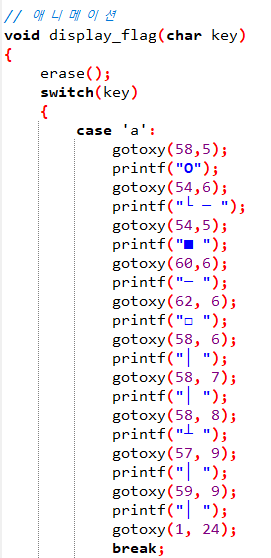 // 애니메이션
void display_flag(char key)
{
    erase();
    switch(key)
    {
        case 'a':
            gotoxy(58,5);
            printf("O");
            gotoxy(54,6);
            printf("└ ─ ");
            gotoxy(54,5);
            printf("■ ");
            gotoxy(60,6);
            printf("─ ");
            gotoxy(62, 6);
            printf("□ ");
            gotoxy(58, 6);
            printf("│ ");
            gotoxy(58, 7);
            printf("│ ");
            gotoxy(58, 8);
            printf("┴ ");
            gotoxy(57, 9);
            printf("│ ");
            gotoxy(59, 9);
            printf("│ ");
            gotoxy(1, 24);
            break;